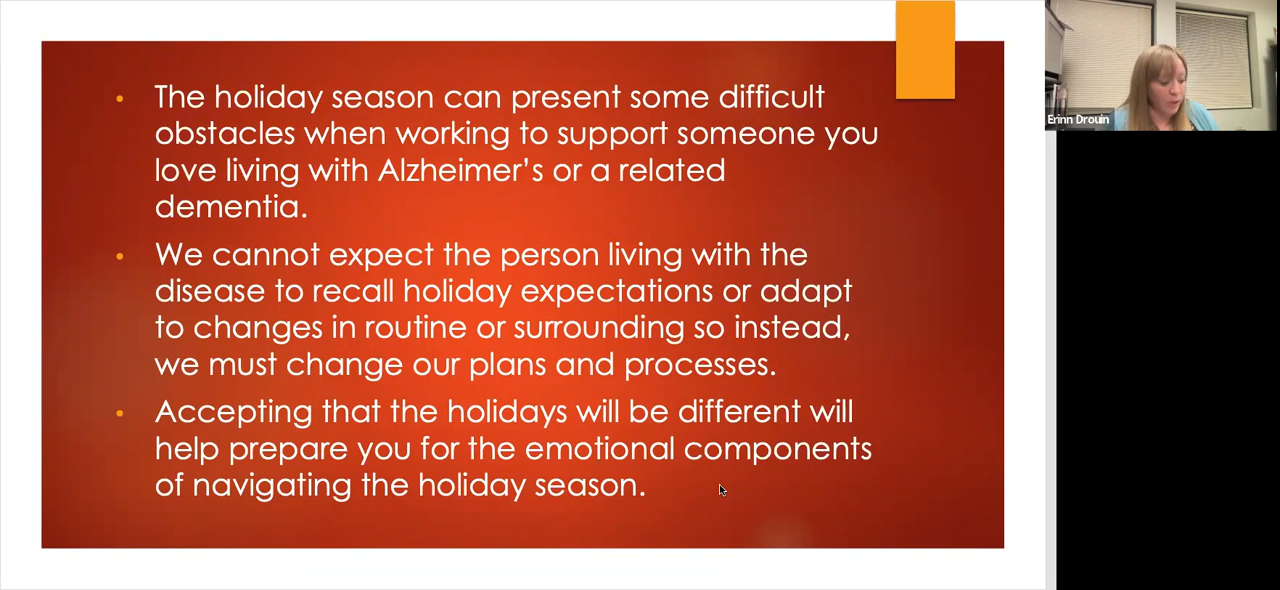 • The holiday season can present some difficult
obstacles when working to support someone you
love living with Alzheimer’s or a related
dementia.
• We cannot expect the person living with the
disease to recall holiday expectations or adapt
to changes in routine or surrounding so instead,
we must change our plans and processes.
• Accepting that the holidays will be different will
help prepare you for the emotional components
of navigating the holiday season.
Erinn Drouin